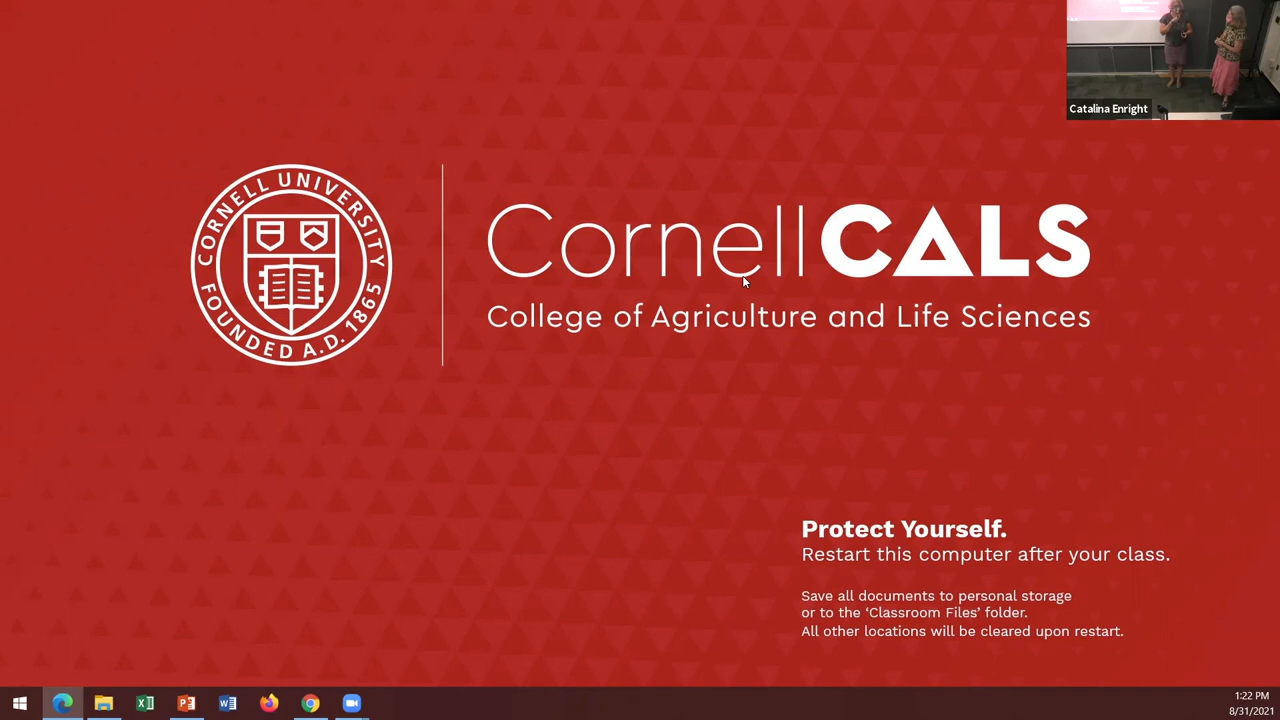 Catalina Enright
CORNELL UNIVERSITY
FOUNDED A.D. 1865
Cornell CALS
College of Agriculture and Life Sciences
Protect Yourself.
Restart this computer after your class.
Save all documents to personal storage
or to the ‘Classroom Files’ folder.
All other locations will be cleared upon restart.
1:22 PM
8/31/2021